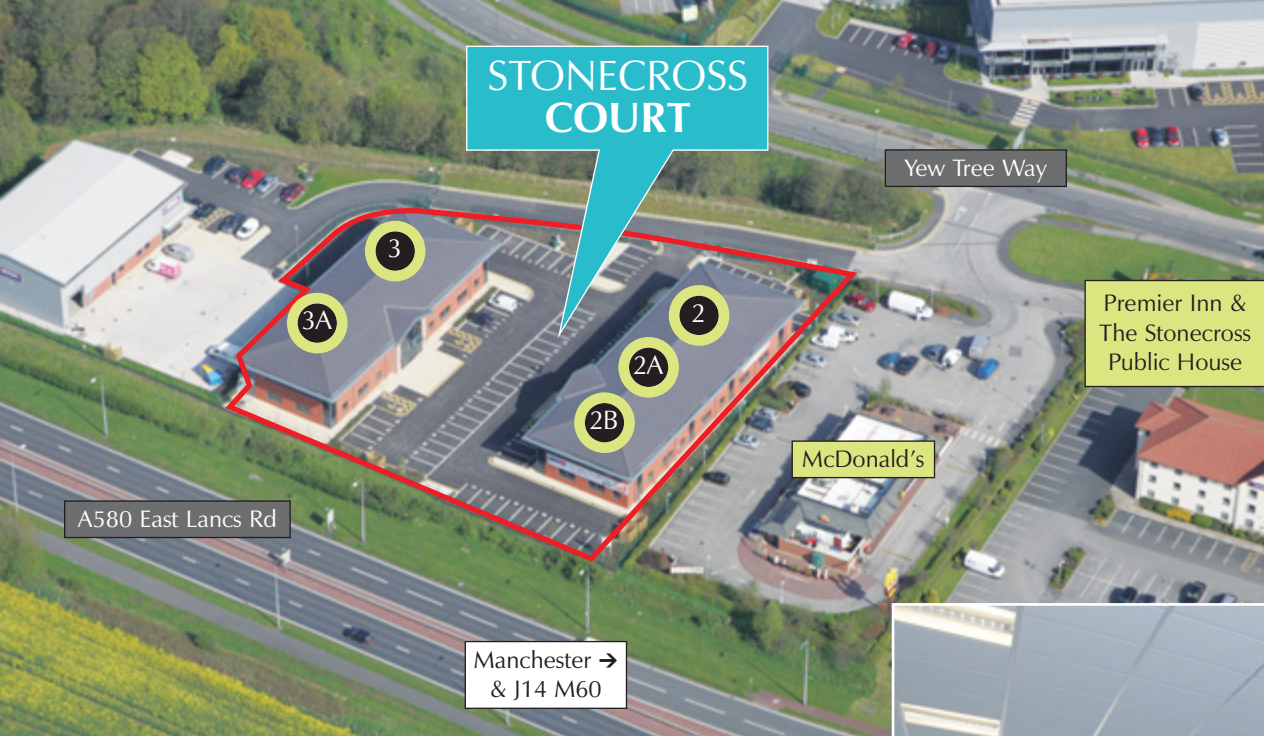 STONECROSS
COURT
Yew Tree Way
3
3A
2
2A
2B
Premier Inn &
The Stonecross
Public House
McDonald's
A580 East Lancs Rd
Manchester →
& J14 M60